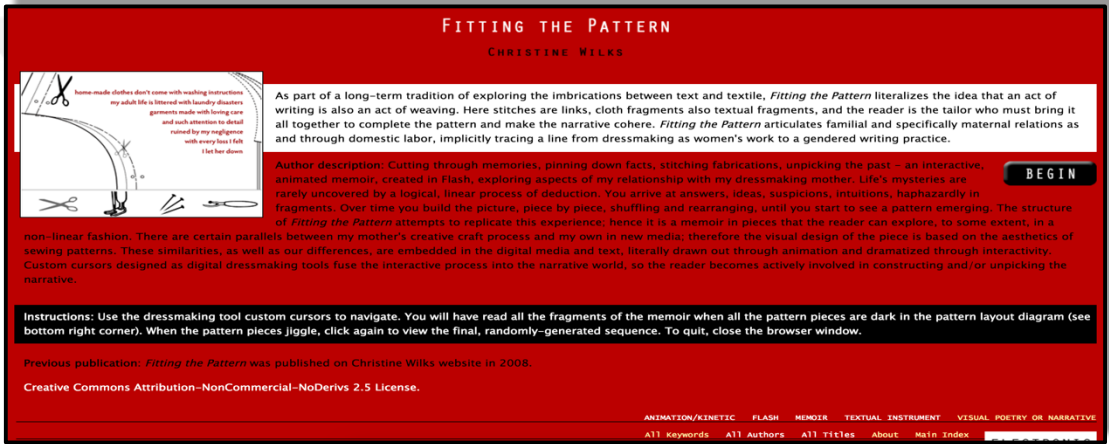 FITTING THE PATTERN
CHRISTINE WILKS
home-made clothes don't come with washing instructions
my adult life is littered with laundry disasters
garments made with loving care
and such attention to detail
ruined by my negligence
with every loss I felt
I let her down
As part of a long-term tradition of exploring the imbrications between text and textile, Fitting the Pattern literalizes the idea that an act of
writing is also an act of weaving. Here stitches are links, cloth fragments also textual fragments, and the reader is the tailor who must bring it
all together to complete the pattern and make the narrative cohere. Fitting the Pattern articulates familial and specifically maternal relations as
and through domestic labor, implicitly tracing a line from dressmaking as women's work to a gendered writing practice.
Author description: Cutting through memories, pinning down facts, stitching fabrications, unpicking the past – an interactive,
animated memoir, created in Flash, exploring aspects of my relationship with my dressmaking mother. Life's mysteries are
rarely uncovered by a logical, linear process of deduction. You arrive at answers, ideas, suspicions, intuitions, haphazardly in
fragments. Over time you build the picture, piece by piece, shuffling and rearranging, until you start to see a pattern emerging. The structure
of Fitting the Pattern attempts to replicate this experience, hence it is a memoir in pieces that the reader can explore, to some extent, in a
non-linear fashion. There are certain parallels between my mother's creative craft process and my own in new media; therefore the visual design of the piece is based on the aesthetics of
sewing patterns. These similarities, as well as our differences, are embedded in the digital media and text, literally drawn out through animation and dramatized through interactivity.
Custom cursors designed as digital dressmaking tools fuse the interactive process into the narrative world, so the reader becomes actively involved in constructing and/or unpicking the
narrative.
BEGIN
Instructions: Use the dressmaking tool custom cursors to navigate. You will have read all the fragments of the memoir when all the pattern pieces are dark in the pattern layout diagram (see
bottom right corner). When the pattern pieces jiggle, click again to view the final, randomly-generated sequence. To quit, close the browser window.
Previous publication: Fitting the Pattern was published on Christine Wilks website in 2008.
Creative Commons Attribution-NonCommercial-NoDerivs 2.5 License.
ANIMATION/KINETIC FLASH MEMOIR TEXTUAL INSTRUMENT VISUAL POETRY OR NARRATIVE
All Keywords All Authors All Titles About Main Index